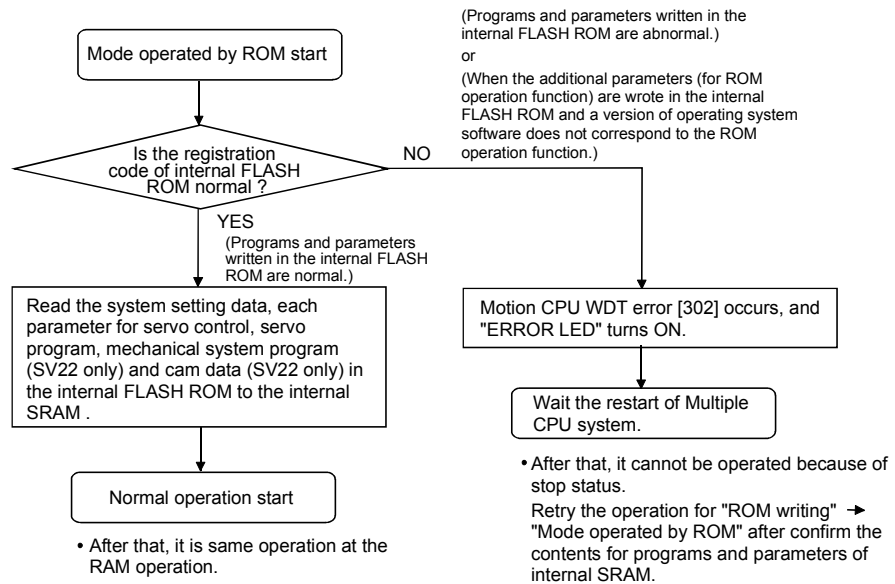 Mode operated by ROM start
(Programs and parameters written in the
internal FLASH ROM are abnormal.)
or
(When the additional parameters (for ROM
operation function) are wrote in the internal
FLASH ROM and a version of operating system
software does not correspond to the ROM
operation function.)
Is the registration
code of internal FLASH
ROM normal ?
NO
YES
(Programs and parameters
written in the internal FLASH
ROM are normal.)
Read the system setting data, each
parameter for servo control, servo
program, mechanical system program
(SV22 only) and cam data (SV22 only) in
the internal FLASH ROM to the internal
SRAM .
Normal operation start
• After that, it is same operation at the
RAM operation.
Motion CPU WDT error [302] occurs, and
"ERROR LED" turns ON.
Wait the restart of Multiple
CPU system.
• After that, it cannot be operated because of
stop status.
Retry the operation for "ROM writing" →
"Mode operated by ROM" after confirm the
contents for programs and parameters of
internal SRAM.